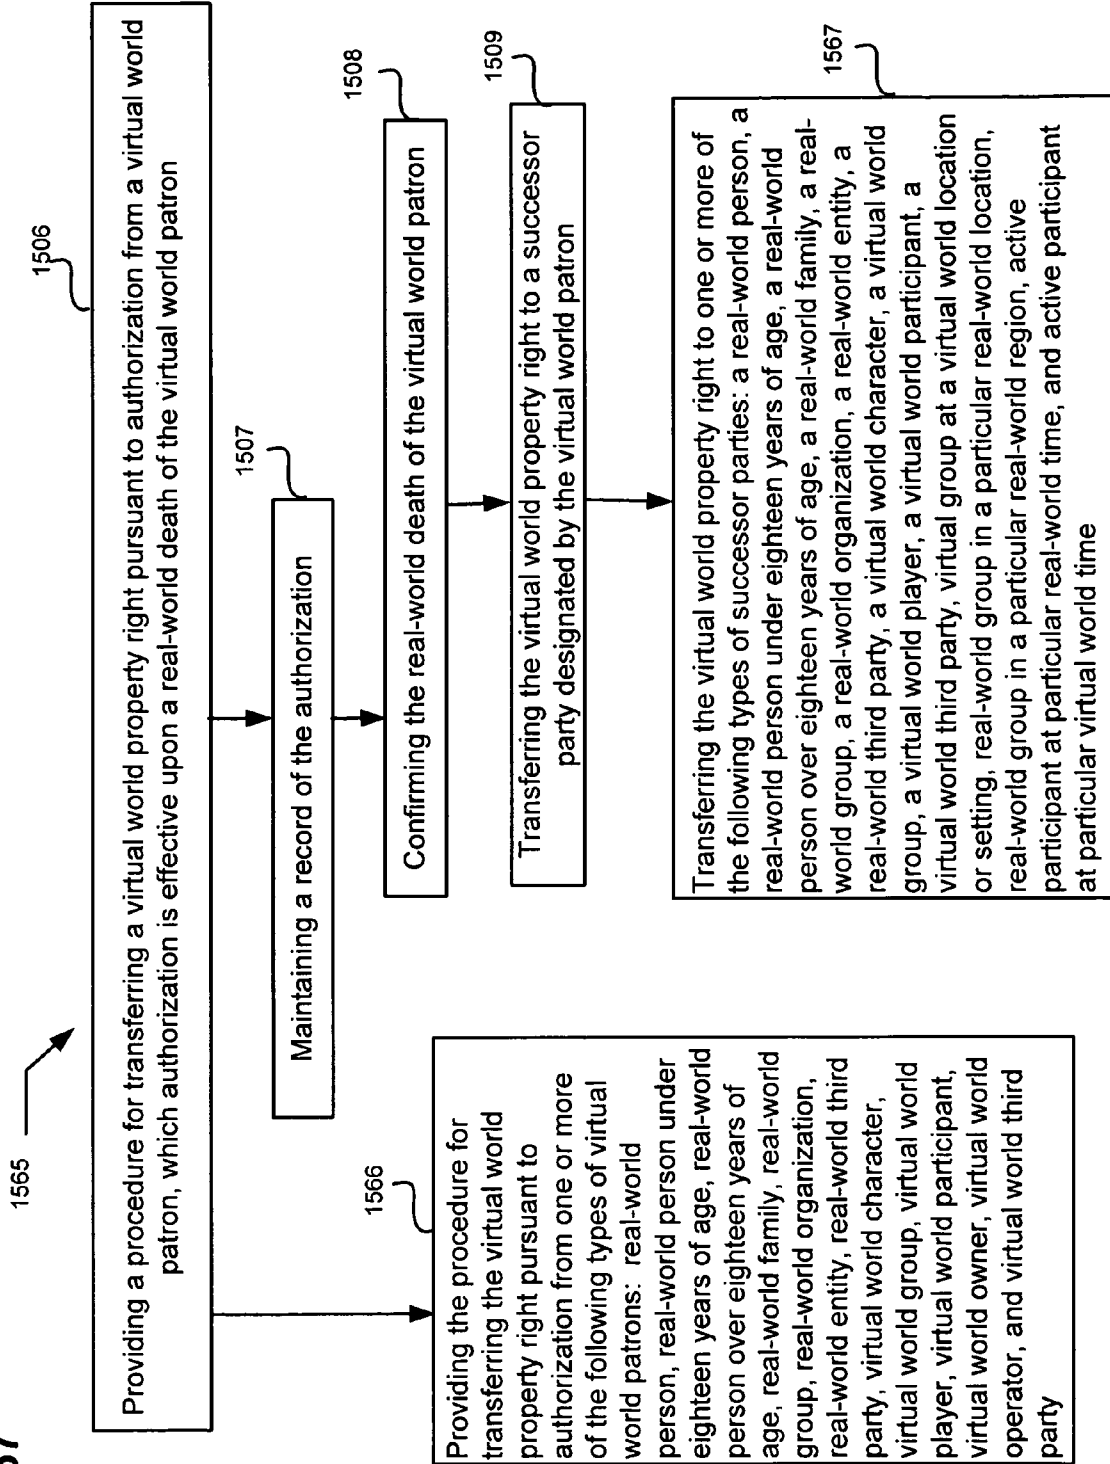 1565
1506
Providing a procedure for transferring a virtual world property right pursuant to authorization from a virtual world
patron, which authorization is effective upon a real-world death of the virtual world patron
1507
Maintaining a record of the authorization
1508
Confirming the real-world death of the virtual world patron
1509
Transferring the virtual world property right to a successor
party designated by the virtual world patron
1566
Providing the procedure for
transferring the virtual world
property right pursuant to
authorization from one or more
of the following types of virtual
world patrons: real-world
person, real-world person under
eighteen years of age, real-world
person over eighteen years of
age, real-world family, real-world
group, real-world organization,
real-world entity, real-world third
party, virtual world character,
virtual world group, virtual world
player, virtual world participant,
virtual world owner, virtual world
operator, and virtual world third
party
1567
Transferring the virtual world property right to one or more of
the following types of successor parties: a real-world person, a
real-world person under eighteen years of age, a real-world
person over eighteen years of age, a real-world family, a real-
world group, a real-world organization, a real-world entity, a
real-world third party, a virtual world character, a virtual world
group, a virtual world player, a virtual world participant, a
virtual world third party, virtual group at a virtual world location
or setting, real-world group in a particular real-world location,
real-world group in a particular real-world region, active
participant at particular real-world time, and active participant
at particular virtual world time